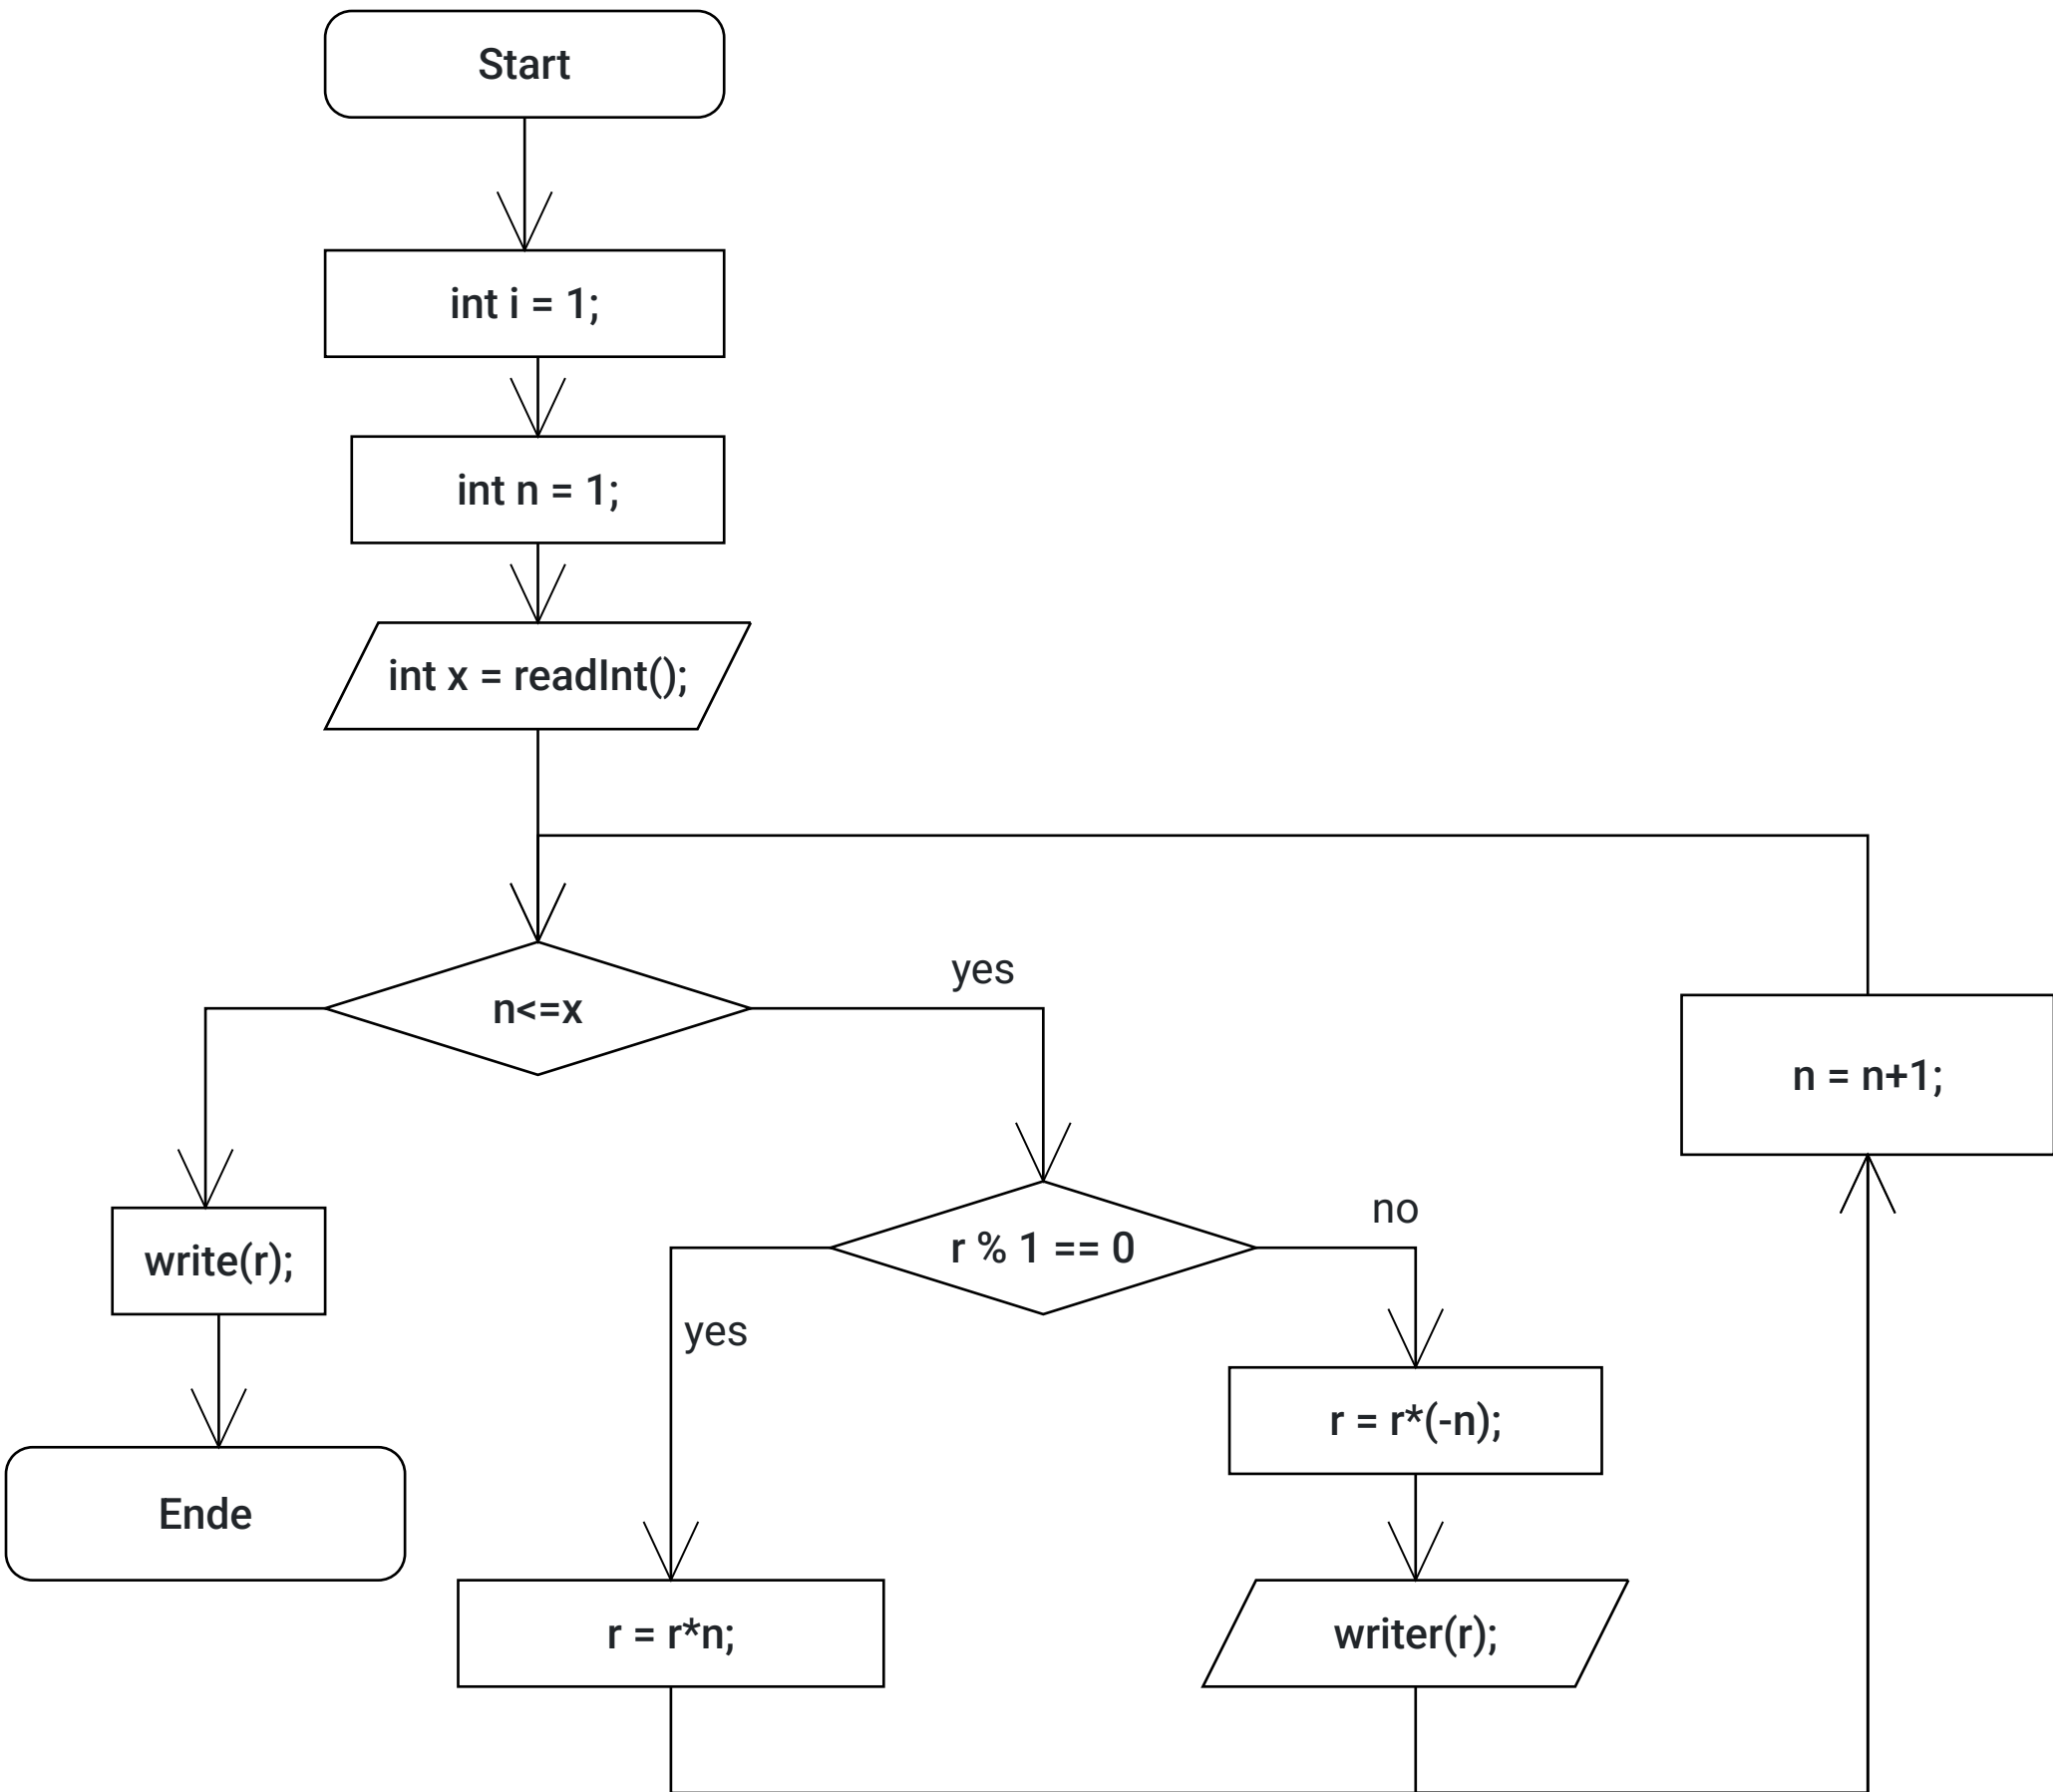 Start
int i = 1;
int n = 1;
int x = readInt();
n<=x
yes
n = n+1;
write(r);
r % 1 == 0
no
yes
r = r*(-n);
Ende
r = r*n;
writer(r);